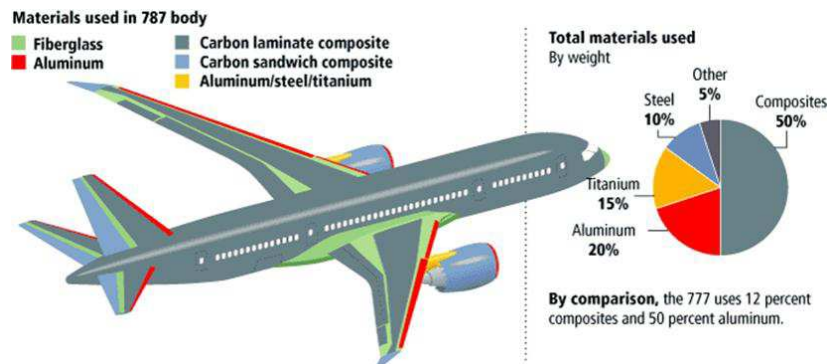 Materials used in 787 body
Fiberglass
Aluminum
Carbon laminate composite
Carbon sandwich composite
Aluminum/steel/titanium
Total materials used
By weight
Other
5%
Steel
10%
Composites
50%
Titanium
15%
Aluminum
20%
By comparison, the 777 uses 12 percent
composites and 50 percent aluminum.